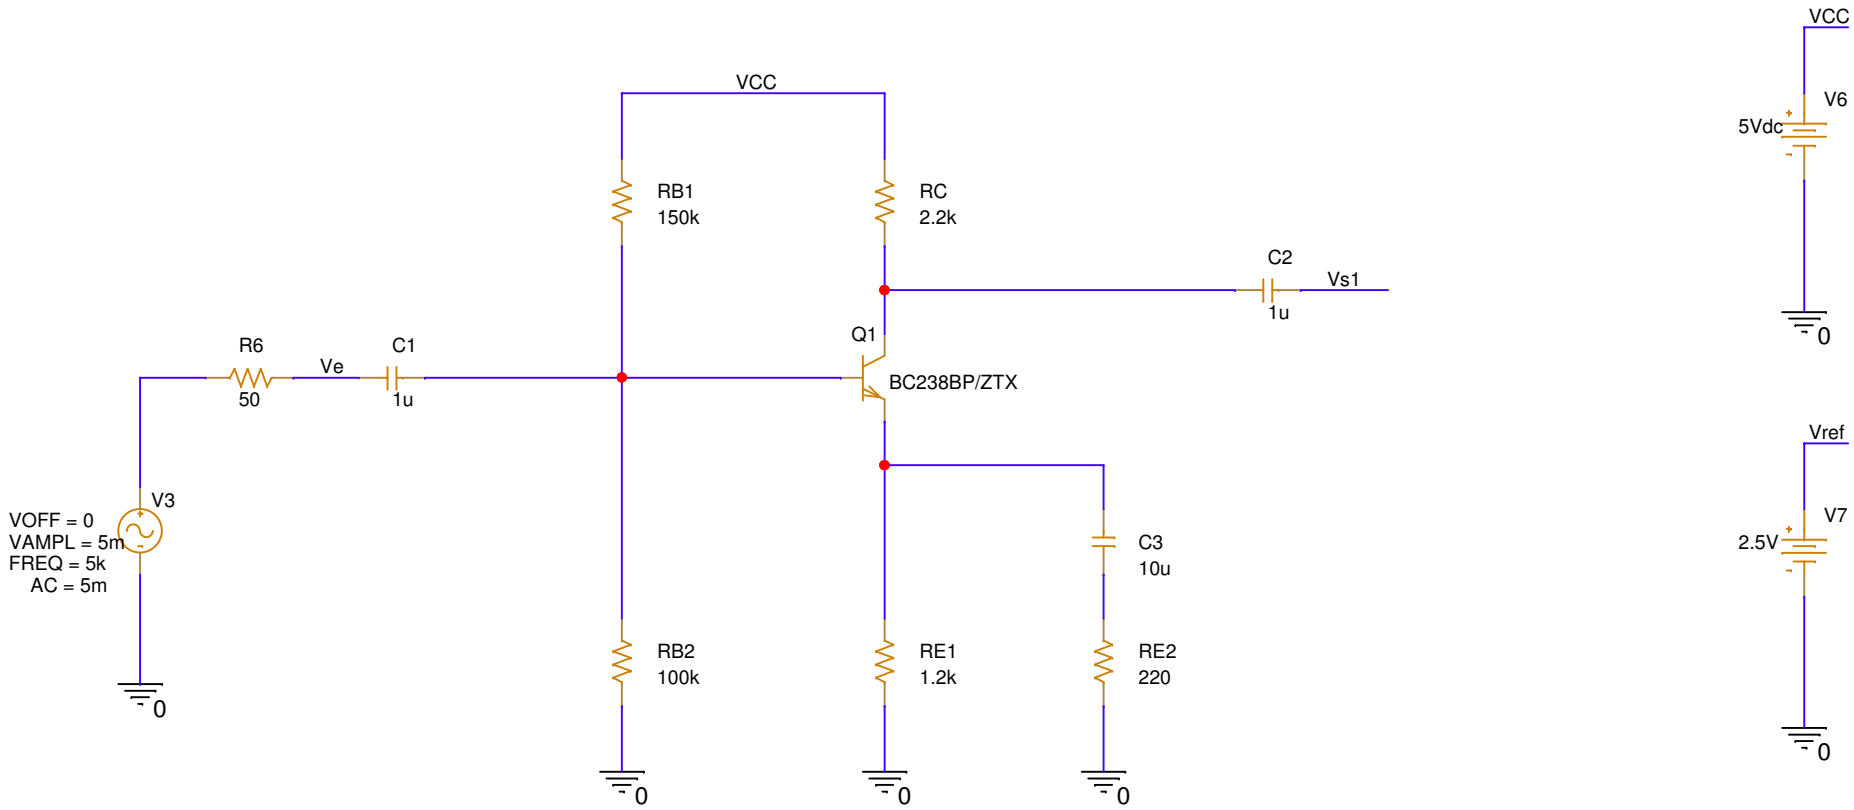 VCC
VCC
V6
5Vdc
RB1
150k
RC
2.2k
C2
Vs1
1u
0
Q1
R6
Ve
C1
BC238BP/ZTX
50
1u
Vref
V3
VOFF = 0
VAMPL = 5m
FREQ = 5k
AC = 5m
V7
2.5V
C3
10u
RB2
100k
RE1
1.2k
RE2
220
0
0
0
0
0